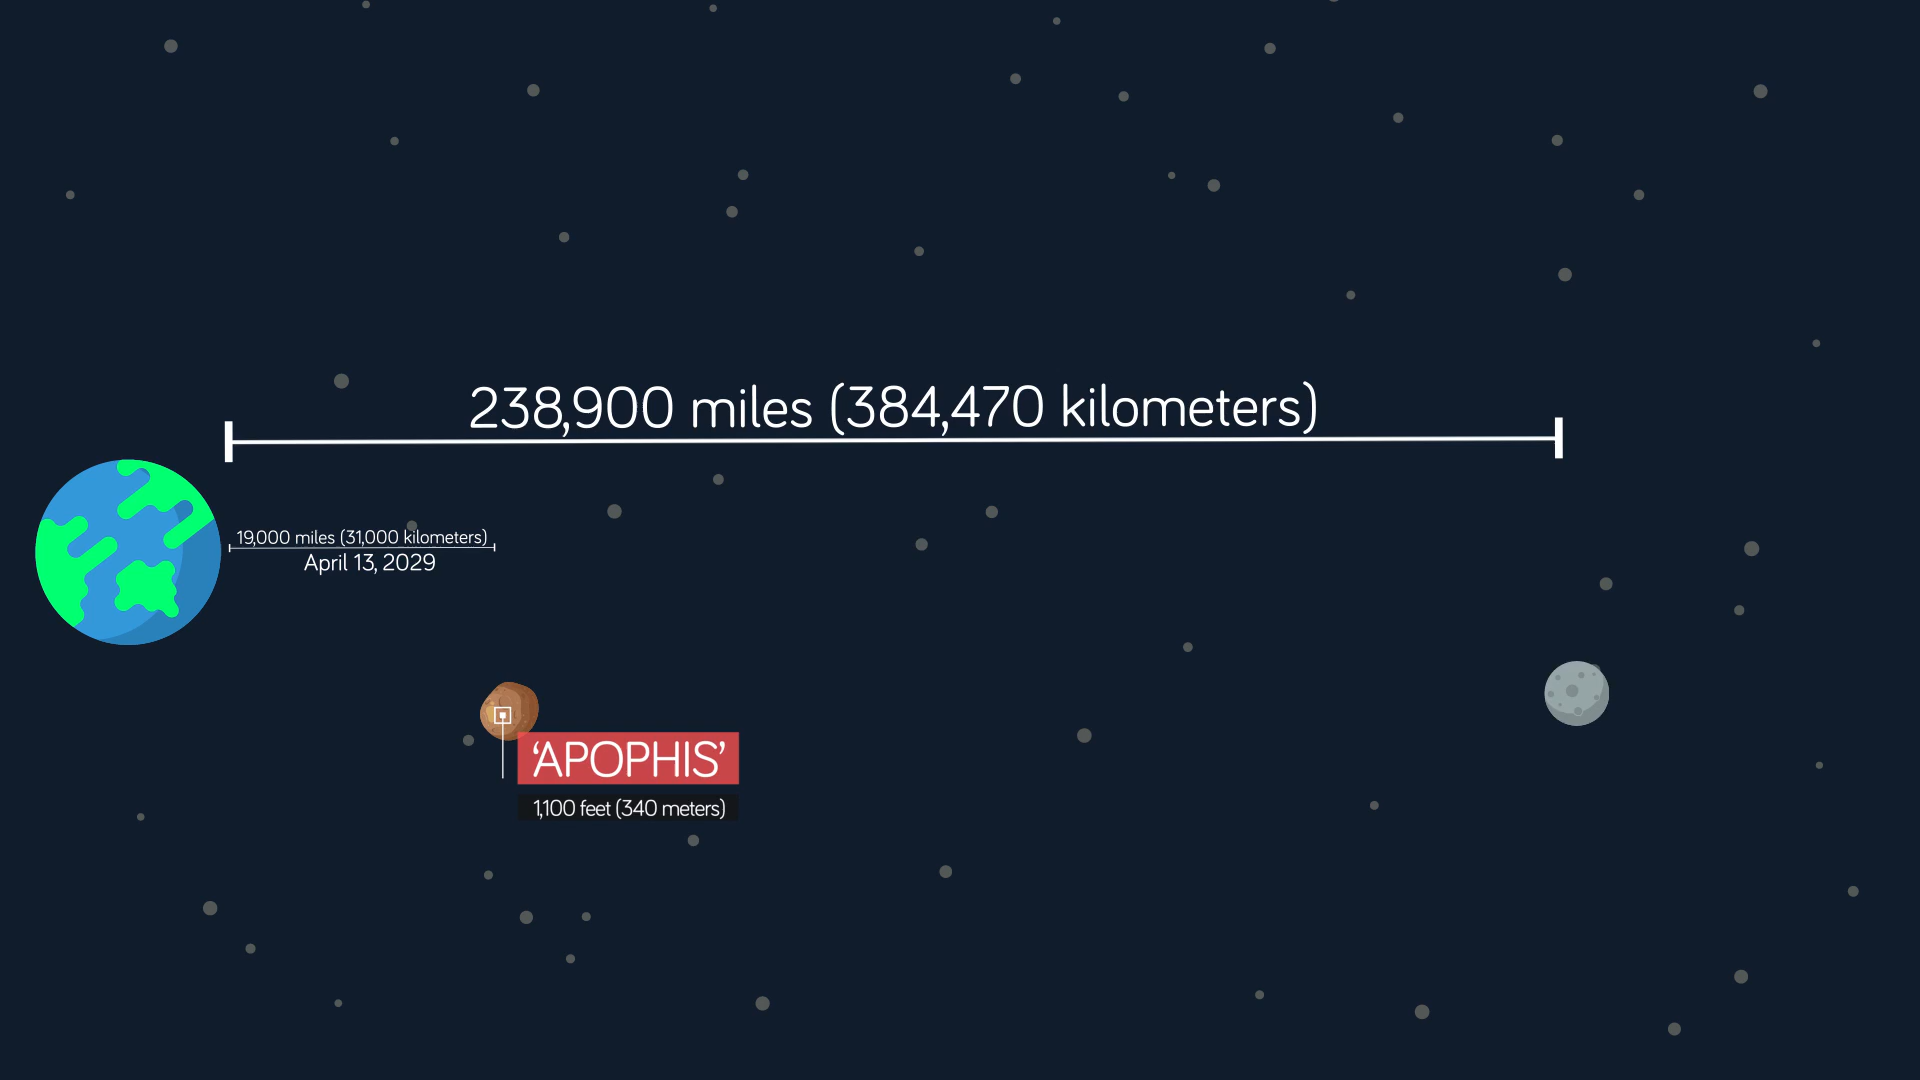 238,900 miles (384,470 kilometers)
19,000 miles (31,000 kilometers)
April 13, 2029
‘APOPHIS’
1,100 feet (340 meters)